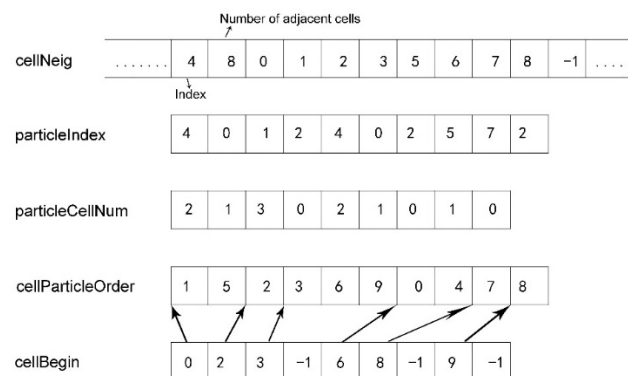 Number of adjacent cells
cellNeig ....... 4 8 0 1 2 3 5 6 7 8 -1 ....
Index
particleIndex 4 0 1 2 4 0 2 5 7 2
particleCellNum 2 1 3 0 2 1 0 1 0
cellParticleOrder 1 5 2 3 6 9 0 4 7 8
cellBegin 0 2 3 -1 6 8 -1 9 -1